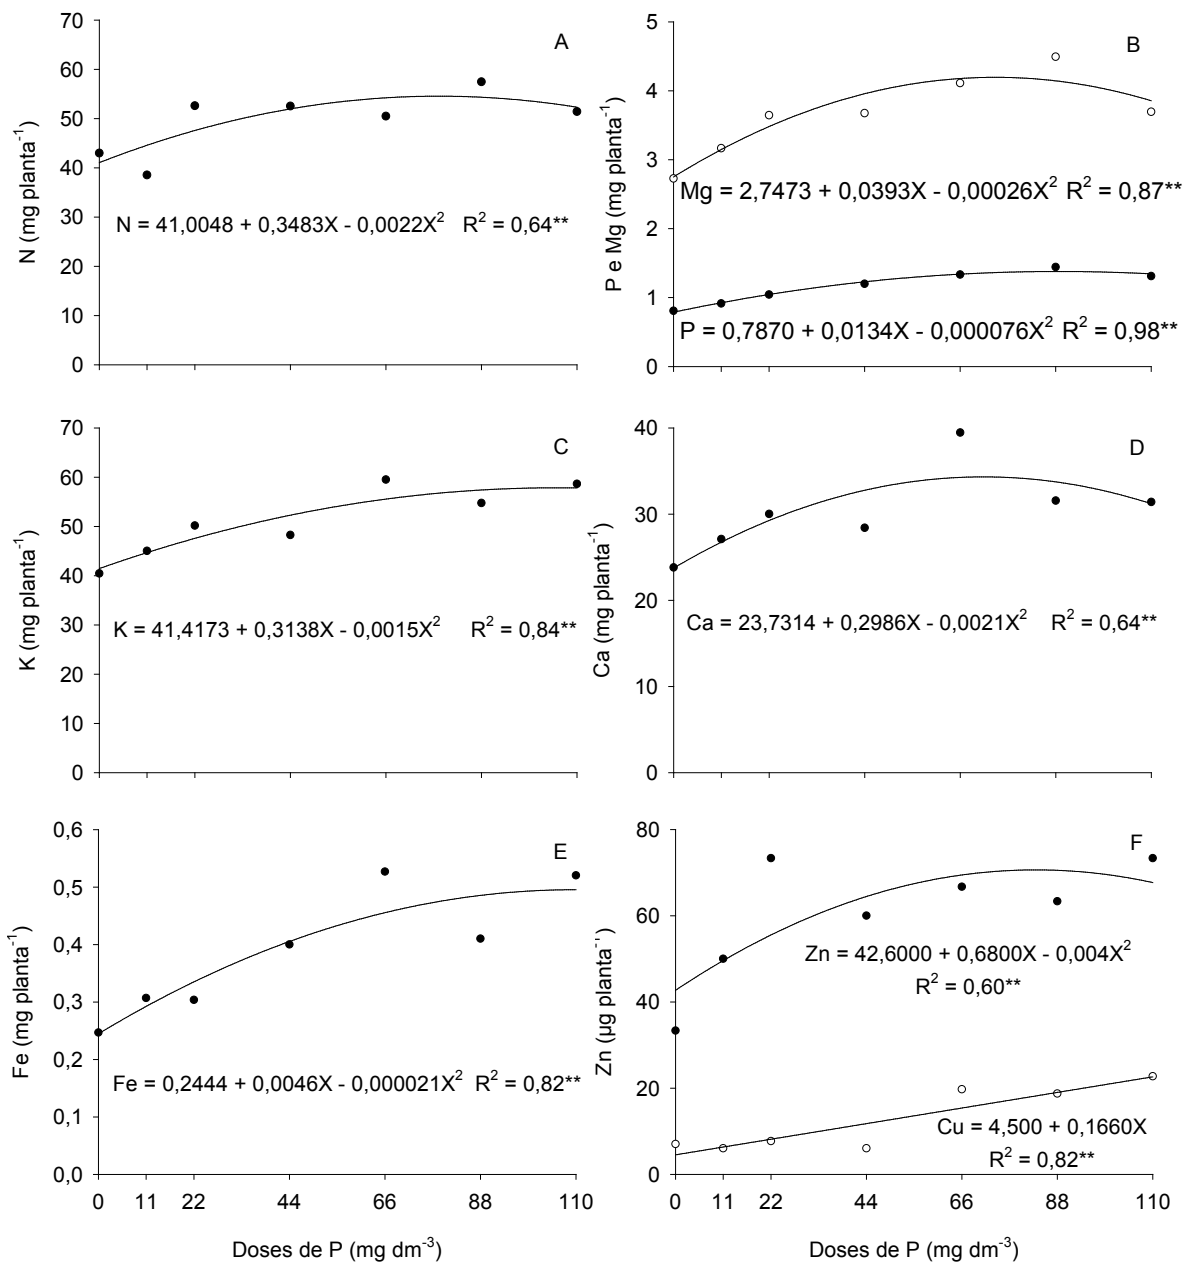 70
60
50
40
30
20
10
0
N (mg planta⁻¹)
A
N = 41,0048 + 0,3483X - 0,0022X² R² = 0,64**
5
4
3
2
1
0
P e Mg (mg planta⁻¹)
B
Mg = 2,7473 + 0,0393X - 0,00026X² R² = 0,87**
P = 0,7870 + 0,0134X - 0,000076X² R² = 0,98**
70
60
50
40
30
20
10
0
K (mg planta⁻¹)
C
K = 41,4173 + 0,3138X - 0,0015X² R² = 0,84**
40
30
20
10
0
Ca (mg planta⁻¹)
D
Ca = 23,7314 + 0,2986X - 0,0021X² R² = 0,64**
0,6
0,5
0,4
0,3
0,2
0,1
0,0
Fe (mg planta⁻¹)
E
Fe = 0,2444 + 0,0046X - 0,000021X² R² = 0,82**
0 11 22 44 66 88 110
Doses de P (mg dm⁻³)
80
60
40
20
0
Zn (µg planta⁻¹)
F
Zn = 42,6000 + 0,6800X - 0,004X²
R² = 0,60**
Cu = 4,500 + 0,1660X
R² = 0,82**
0 11 22 44 66 88 110
Doses de P (mg dm⁻³)